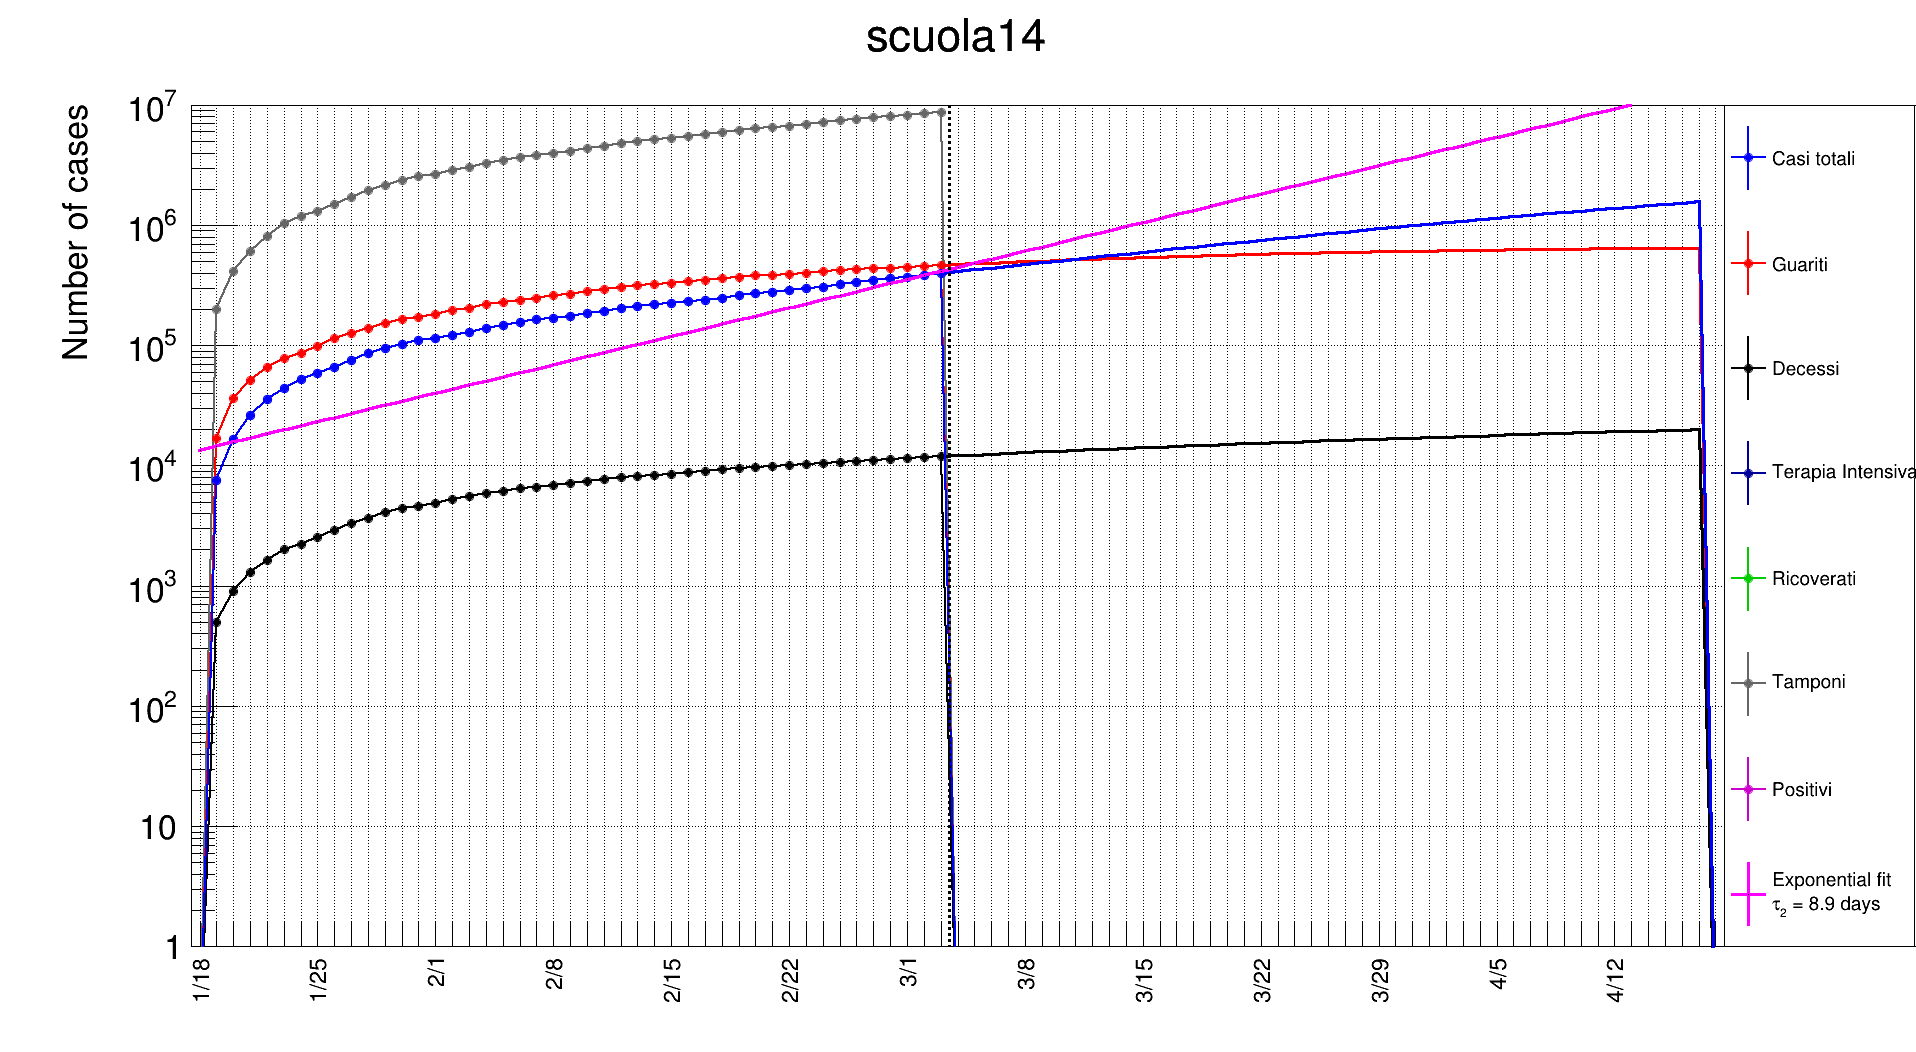 scuola14
Number of cases
10^7
10^6
10^5
10^4
10^3
10^2
10
1
1/18
1/25
2/1
2/8
2/15
2/22
3/1
3/8
3/15
3/22
3/29
4/5
4/12
Casi totali
Guariti
Decessi
Terapia Intensiva
Ricoverati
Tamponi
Positivi
Exponential fit
τ_2 = 8.9 days